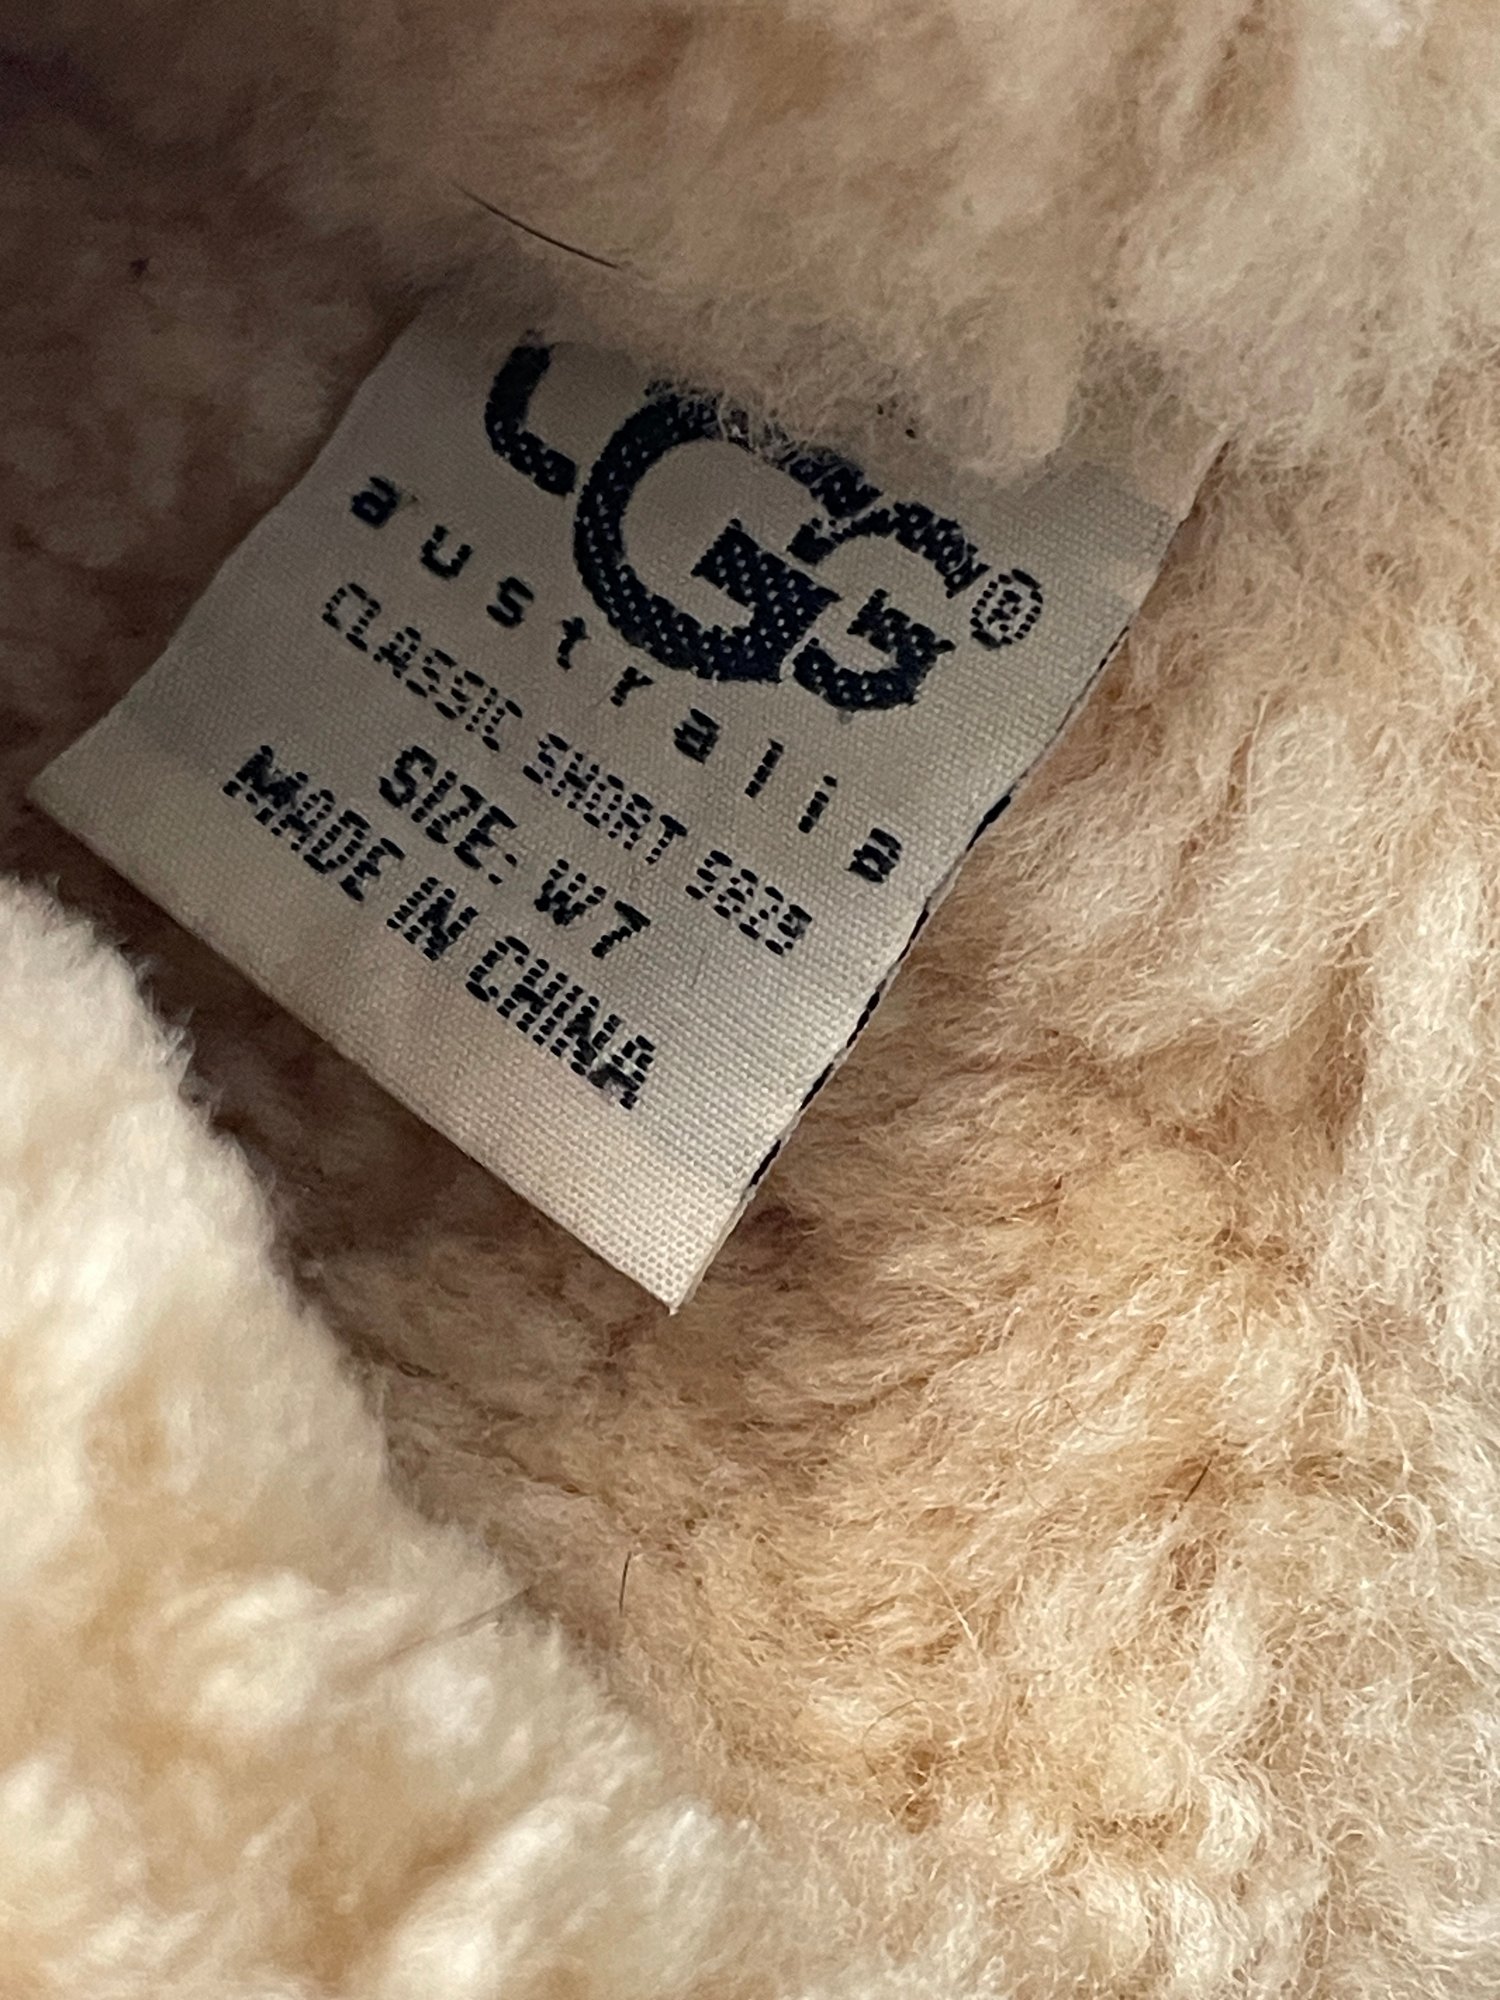 UGG®
australia
CLASSIC SHORT 5825
SIZE: W7
MADE IN CHINA